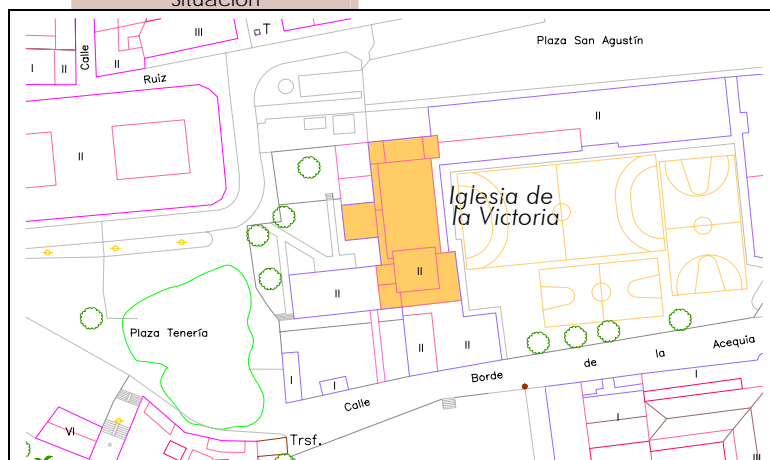 Situación
III
T
Plaza San Agustín
Calle
I
II
II
Ruiz
II
II
Iglesia de
la Victoria
II
II
Plaza Tenería
II
II
I
I
Calle Borde de la Acequia
I
I
VI
Trsf.
III